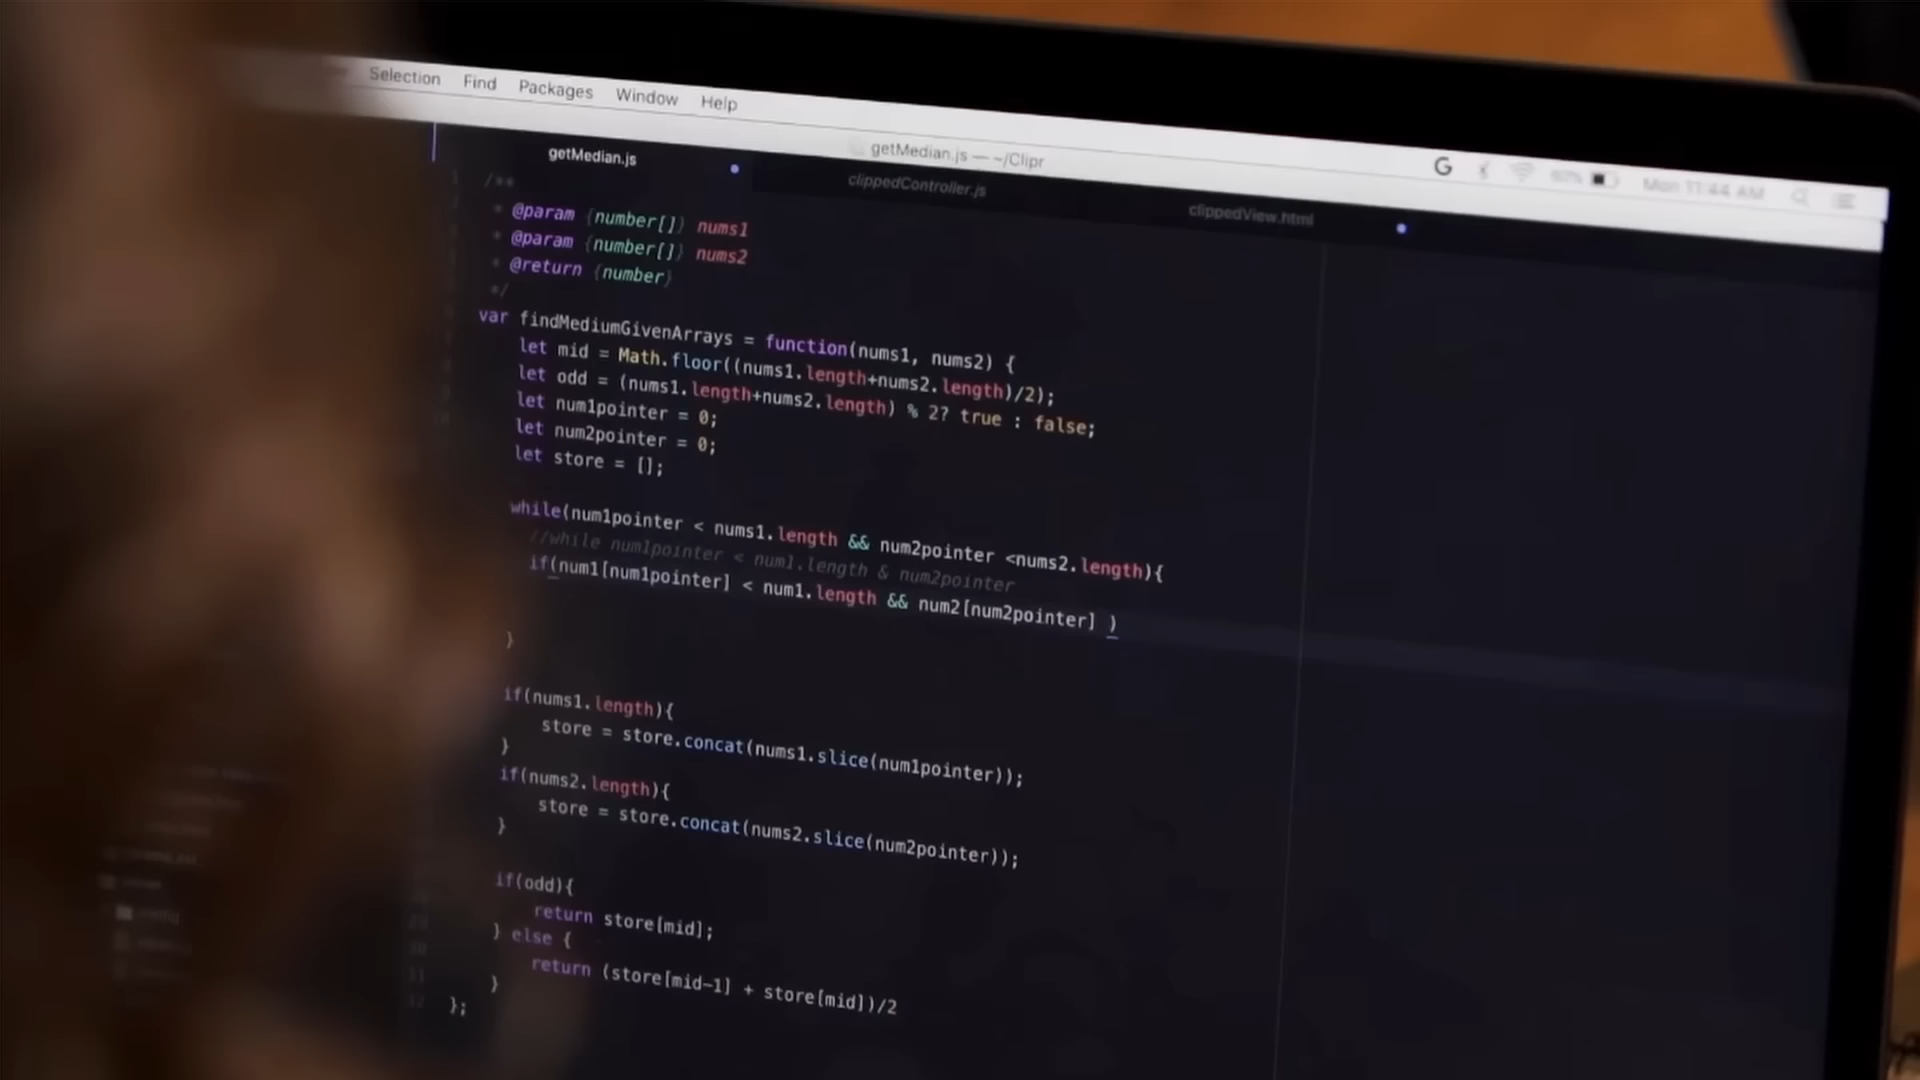 Selection Find Packages Window Help
getMedian.js — ~/Clipr
Mon 11:44 AM
getMedian.js clippedController.js clippedView.html
/**
* @param {number[]} nums1
* @param {number[]} nums2
* @return {number}
*/
var findMediumGivenArrays = function(nums1, nums2) {
let mid = Math.floor((nums1.length+nums2.length)/2);
let odd = (nums1.length+nums2.length) % 2? true : false;
let num1pointer = 0;
let num2pointer = 0;
let store = [];
while(num1pointer < nums1.length && num2pointer <nums2.length){
//while num1pointer < num1.length & num2pointer
if(num1[num1pointer] < num1.length && num2[num2pointer] )
}
if(nums1.length){
store = store.concat(nums1.slice(num1pointer));
}
if(nums2.length){
store = store.concat(nums2.slice(num2pointer));
}
if(odd){
return store[mid];
} else {
return (store[mid-1] + store[mid])/2
}
};